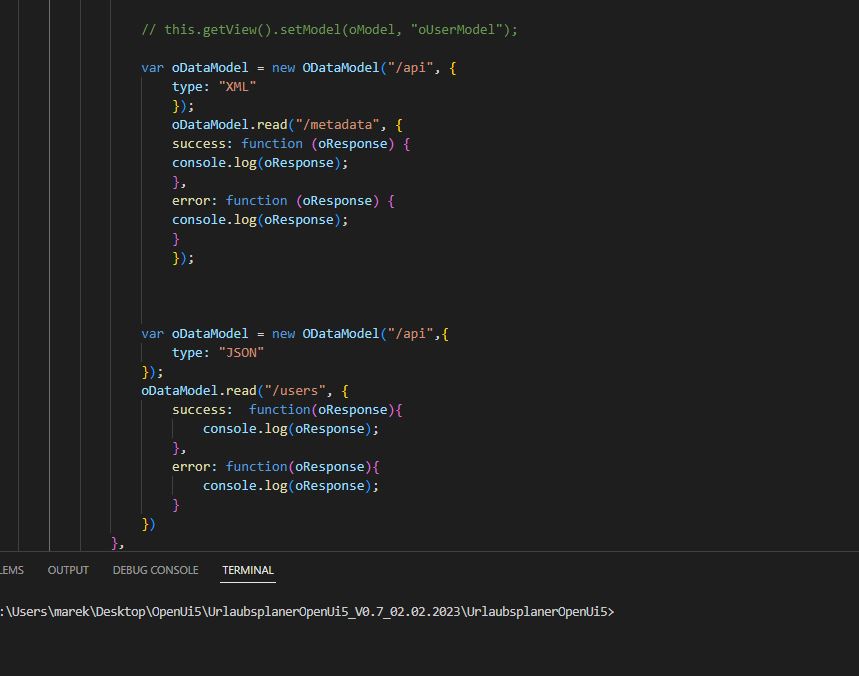 // this.getView().setModel(oModel, "oUserModel");
var oDataModel = new ODataModel("/api", {
type: "XML"
});
oDataModel.read("/metadata", {
success: function (oResponse) {
console.log(oResponse);
},
error: function (oResponse) {
console.log(oResponse);
}
});
var oDataModel = new ODataModel("/api",{
type: "JSON"
});
oDataModel.read("/users", {
success:  function(oResponse){
console.log(oResponse);
},
error: function(oResponse){
console.log(oResponse);
}
})
},
LEMS OUTPUT DEBUG CONSOLE TERMINAL
:\Users\marek\Desktop\OpenUi5\UrlaubsplanerOpenUi5_V0.7_02.02.2023\UrlaubsplanerOpenUi5>